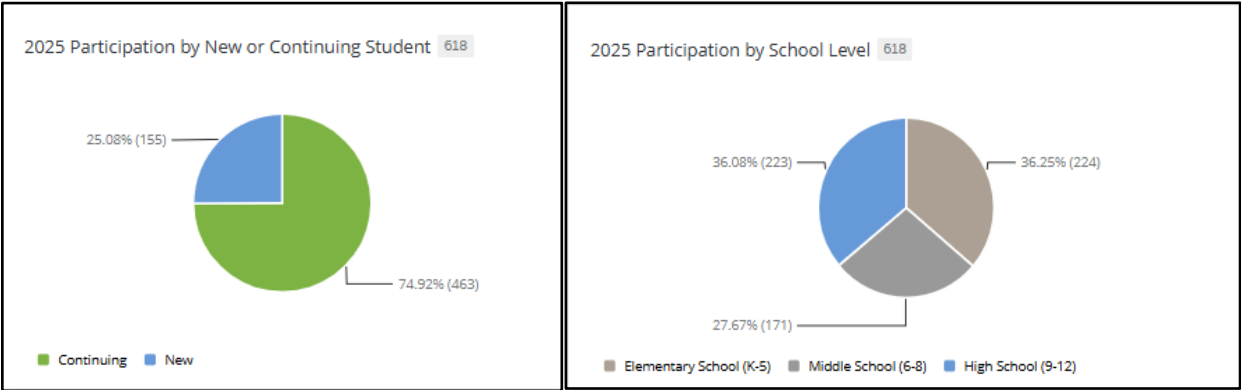 2025 Participation by New or Continuing Student 618
25.08% (155)
74.92% (463)
Continuing New
2025 Participation by School Level 618
36.08% (223)
36.25% (224)
27.67% (171)
Elementary School (K-5) Middle School (6-8) High School (9-12)